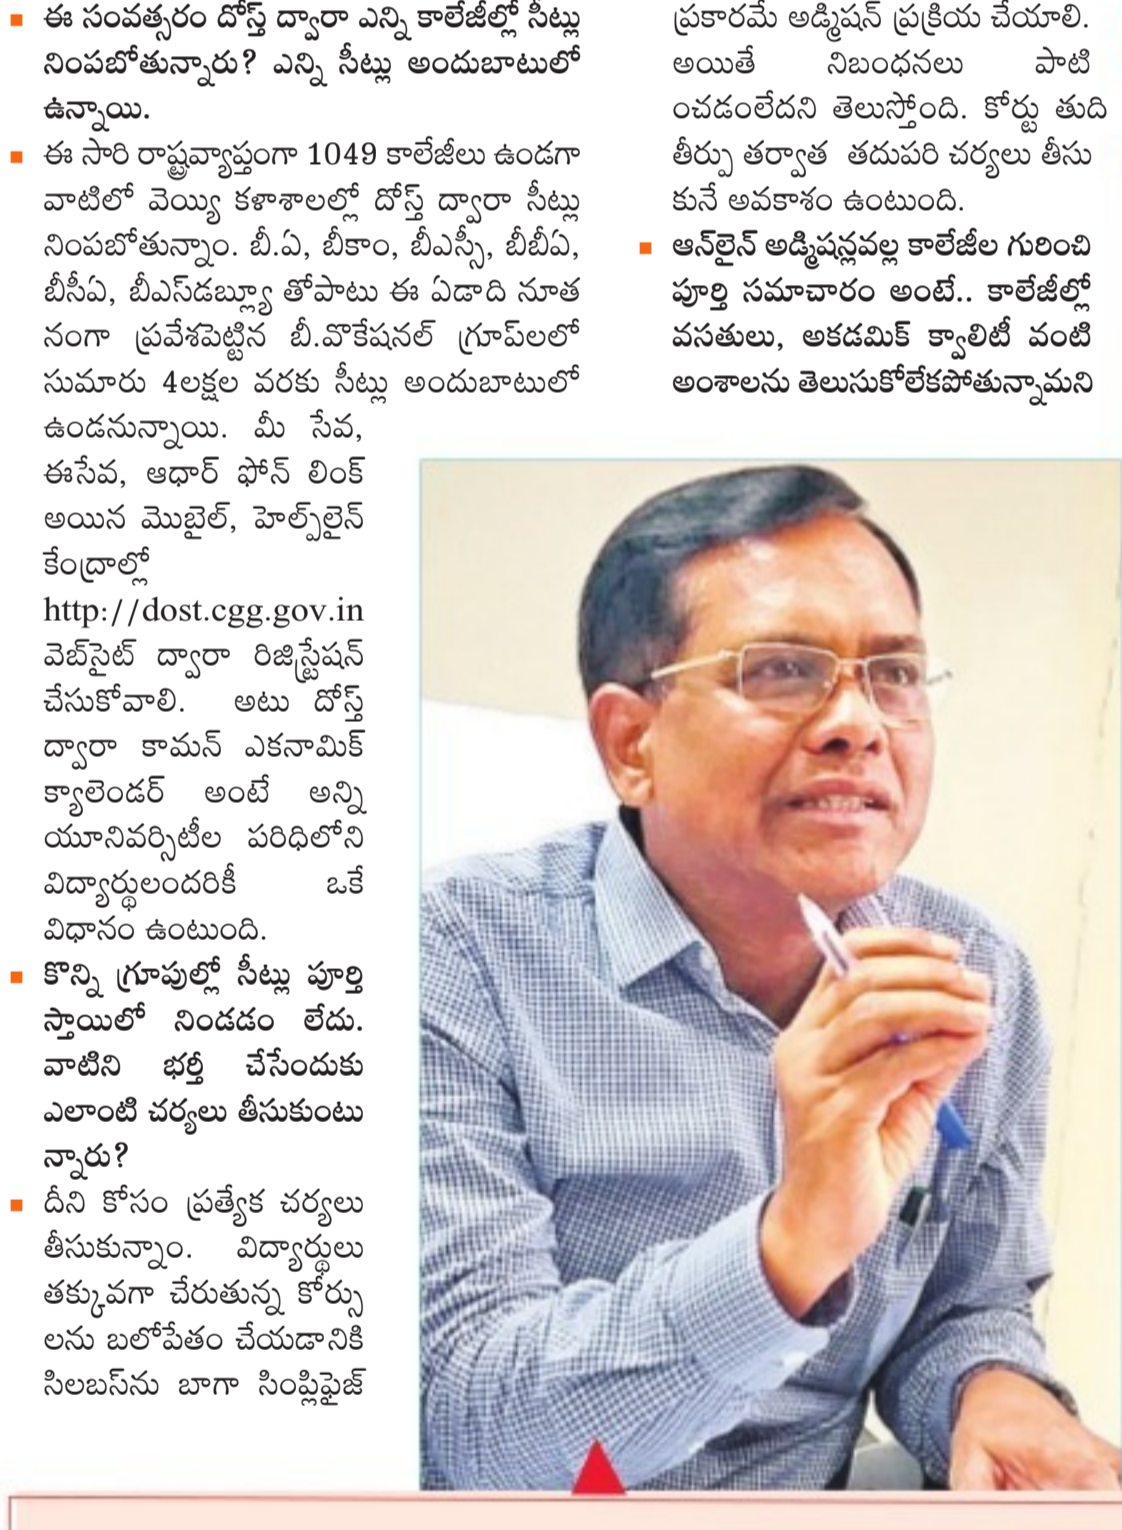 ఈ సంవత్సరం దోస్త్ ద్వారా ఎన్ని కాలేజీల్లో సీట్లు
నింపబోతున్నారు? ఎన్ని సీట్లు అందుబాటులో
ఉన్నాయి.
ఈ సారి రాష్ట్రవ్యాప్తంగా 1049 కాలేజీలు ఉండగా
వాటిలో వెయ్యి కళాశాలల్లో దోస్త్ ద్వారా సీట్లు
నింపబోతున్నాం. బీ.ఏ, బీకాం, బీఎస్సీ, బీబీఏ,
బీసీఏ, బీఎస్‌డబ్ల్యూ తోపాటు ఈ ఏడాది నూత
నంగా ప్రవేశపెట్టిన బీ.వొకేషనల్ గ్రూప్‌లలో
సుమారు 4లక్షల వరకు సీట్లు అందుబాటులో
ఉండనున్నాయి. మీ సేవ,
ఈసేవ, ఆధార్ ఫోన్ లింక్
అయిన మొబైల్, హెల్ప్‌లైన్
కేంద్రాల్లో
http://dost.cgg.gov.in
వెబ్‌సైట్ ద్వారా రిజిస్ట్రేషన్
చేసుకోవాలి. అటు దోస్త్
ద్వారా కామన్ ఎకనామిక్
క్యాలెండర్ అంటే అన్ని
యూనివర్సిటీల పరిధిలోని
విద్యార్థులందరికీ ఒకే
విధానం ఉంటుంది.
కొన్ని గ్రూపుల్లో సీట్లు పూర్తి
స్తాయిలో నిండడం లేదు.
వాటిని భర్తీ చేసేందుకు
ఎలాంటి చర్యలు తీసుకుంటు
న్నారు?
దీని కోసం ప్రత్యేక చర్యలు
తీసుకున్నాం. విద్యార్థులు
తక్కువగా చేరుతున్న కోర్సు
లను బలోపేతం చేయడానికి
సిలబస్‌ను బాగా సింప్లిఫైజ్
ప్రకారమే అడ్మిషన్ ప్రక్రియ చేయాలి.
అయితే నిబంధనలు పాటి
ంచడంలేదని తెలుస్తోంది. కోర్టు తుది
తీర్పు తర్వాత తదుపరి చర్యలు తీసు
కునే అవకాశం ఉంటుంది.
ఆన్‌లైన్ అడ్మిషన్లవల్ల కాలేజీల గురించి
పూర్తి సమాచారం అంటే.. కాలేజీల్లో
వసతులు, అకడమిక్ క్వాలిటీ వంటి
అంశాలను తెలుసుకోలేకపోతున్నామని